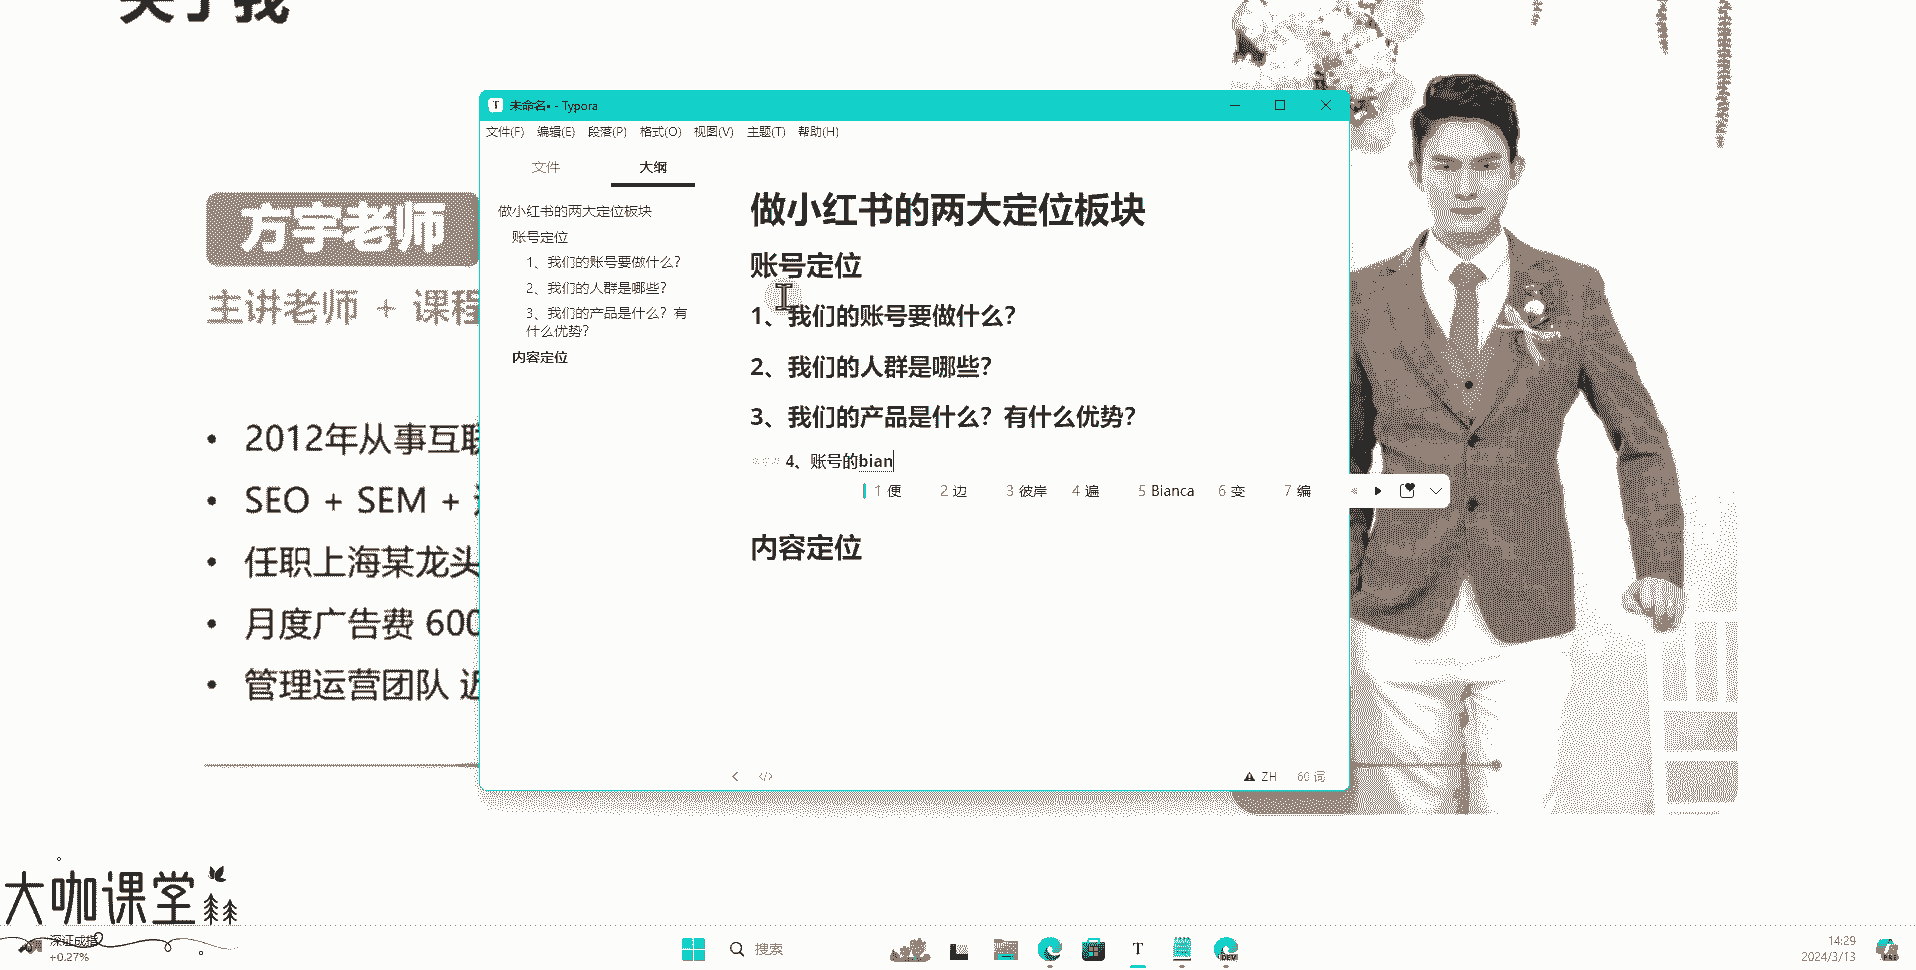 关于我
未命名• - Typora
文件(F) 编辑(E) 段落(P) 格式(O) 视图(V) 主题(T) 帮助(H)
文件 大纲
做小红书的两大定位板块
账号定位
1、我们的账号要做什么?
2、我们的人群是哪些?
3、我们的产品是什么?有
什么优势?
内容定位
做小红书的两大定位板块
账号定位
1、我们的账号要做什么?
2、我们的人群是哪些?
3、我们的产品是什么?有什么优势?
4、账号的bian
1 便 2 边 3 彼岸 4 遍 5 Bianca 6 变 7 编
内容定位
</> ZH 60 词
方宇老师
主讲老师 + 课程
• 2012年从事互联
• SEO + SEM +
• 任职上海某龙头
• 月度广告费 600
• 管理运营团队 近
大咖课堂
深证成指
+0.27%
搜索
T
DEV
14:29
2024/3/13
PRE